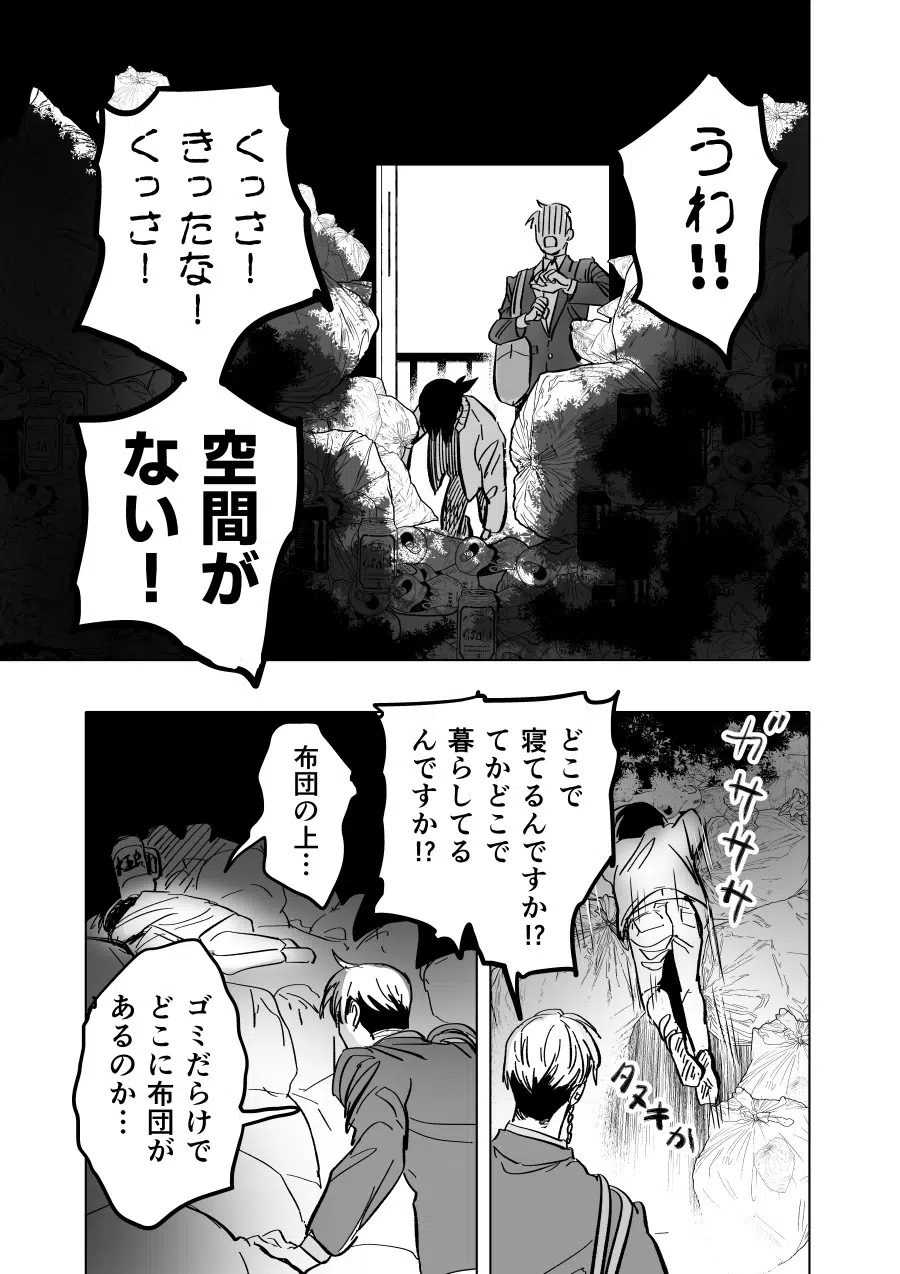 うわ!!
くっさ!
きったな!
くっさ!
空間が
ない!
ガササササ
どこで
寝てるんですか!?
てかどこで
暮らしてる
んですか!?
タヌキか
布団の上…
ゴミだらけで
どこに布団が
あるのか…